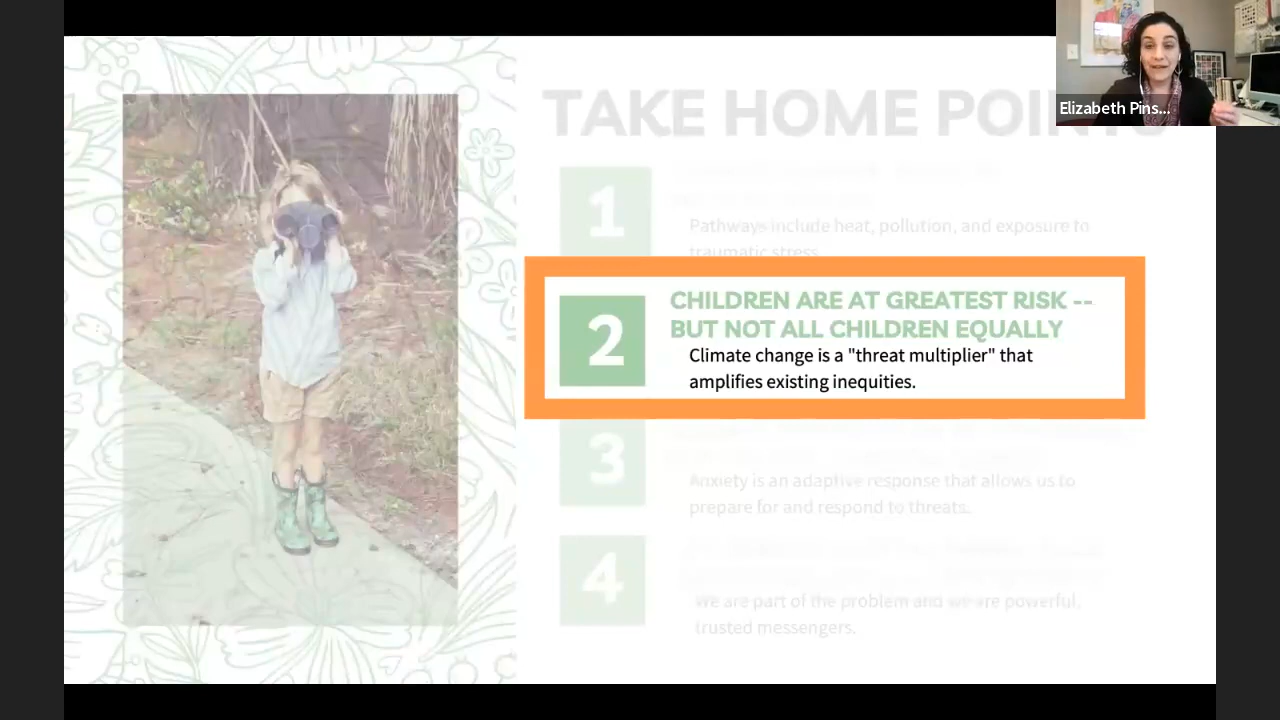 Elizabeth Pins...
TAKE HOME POINTS
1
Pathways include heat, pollution, and exposure to
traumatic stress.
2
CHILDREN ARE AT GREATEST RISK --
BUT NOT ALL CHILDREN EQUALLY
Climate change is a "threat multiplier" that
amplifies existing inequities.
3
Anxiety is an adaptive response that allows us to
prepare for and respond to threats.
4
We are part of the problem and we are powerful,
trusted messengers.